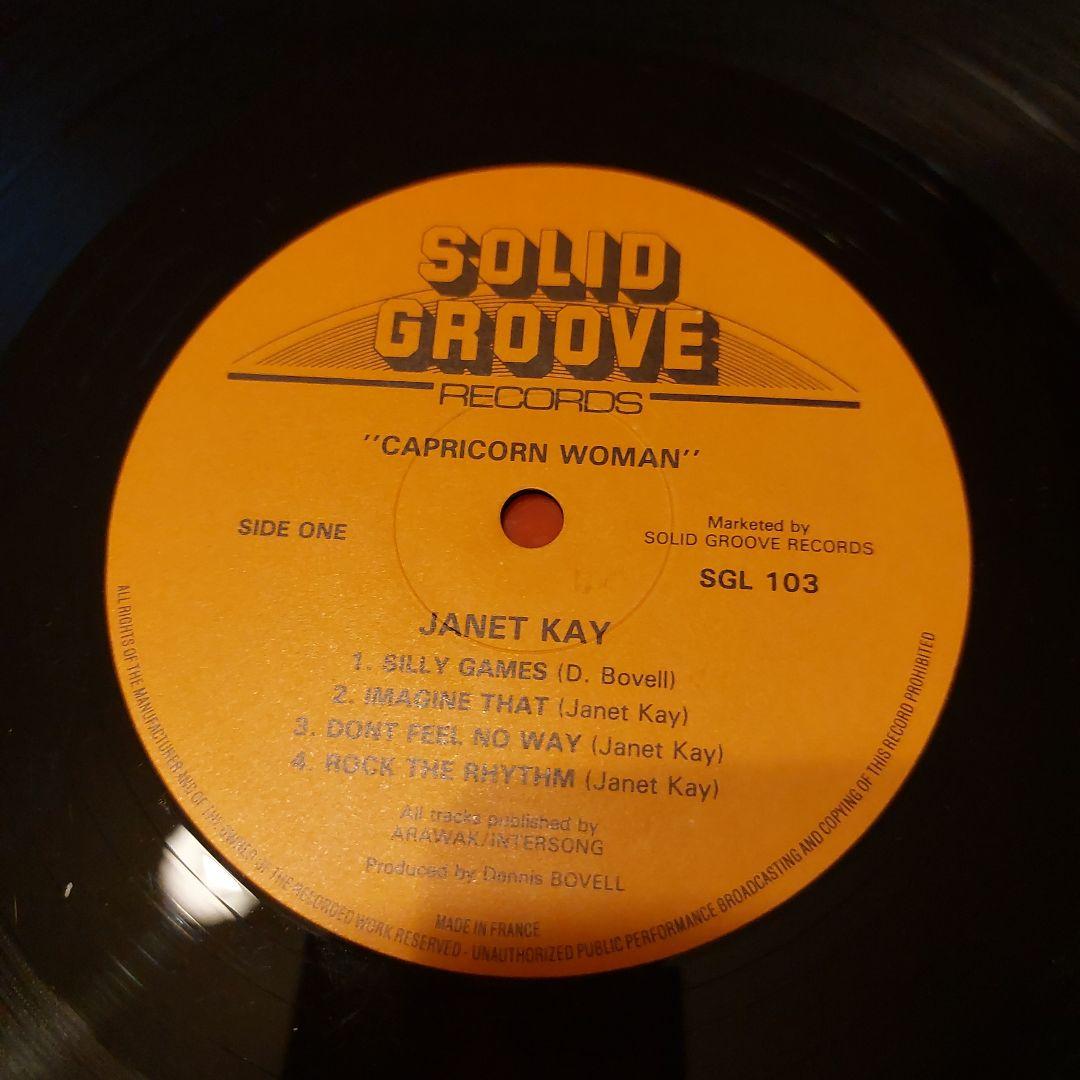 SOLID
GROOVE
RECORDS
"CAPRICORN WOMAN"
SIDE ONE
Marketed by
SOLID GROOVE RECORDS
SGL 103
JANET KAY
1. SILLY GAMES (D. Bovell)
2. IMAGINE THAT (Janet Kay)
3. DONT FEEL NO WAY (Janet Kay)
4. ROCK THE RHYTHM (Janet Kay)
All tracks published by
ARAWAK/INTERSONG
Produced by Dennis BOVELL
MADE IN FRANCE
ALL RIGHTS OF THE MANUFACTURER AND OF THE OWNER OF THE RECORDED WORK RESERVED - UNAUTHORIZED PUBLIC PERFORMANCE BROADCASTING AND COPYING OF THIS RECORD PROHIBITED